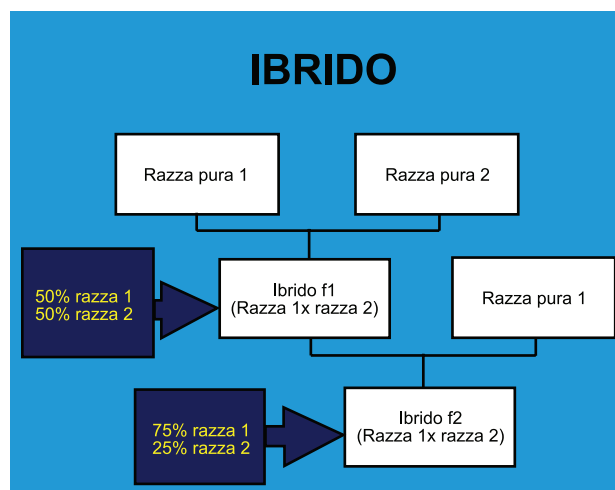 IBRIDO
Razza pura 1
Razza pura 2
50% razza 1
50% razza 2
Ibrido f1
(Razza 1x razza 2)
Razza pura 1
75% razza 1
25% razza 2
Ibrido f2
(Razza 1x razza 2)